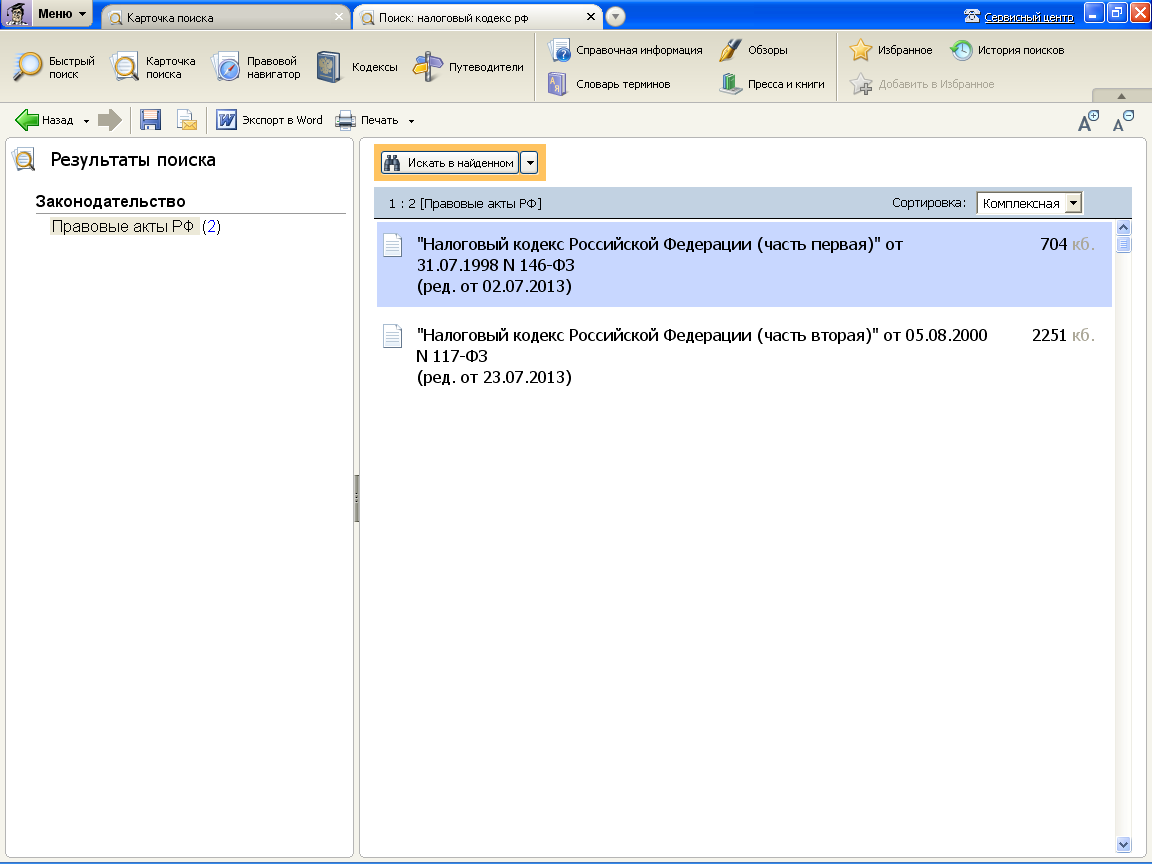 Меню
Карточка поиска
Поиск: налоговый кодекс рф
Сервисный центр
Быстрый
поиск
Карточка
поиска
Правовой
навигатор
Кодексы
Путеводители
Справочная информация
Словарь терминов
Обзоры
Пресса и книги
Избранное
История поисков
Добавить в Избранное
Назад
Экспорт в Word
Печать
Результаты поиска
Законодательство
Правовые акты РФ (2)
Искать в найденном
1 : 2 [Правовые акты РФ]
Сортировка: Комплексная
"Налоговый кодекс Российской Федерации (часть первая)" от 704 кб.
31.07.1998 N 146-ФЗ
(ред. от 02.07.2013)
"Налоговый кодекс Российской Федерации (часть вторая)" от 05.08.2000 2251 кб.
N 117-ФЗ
(ред. от 23.07.2013)